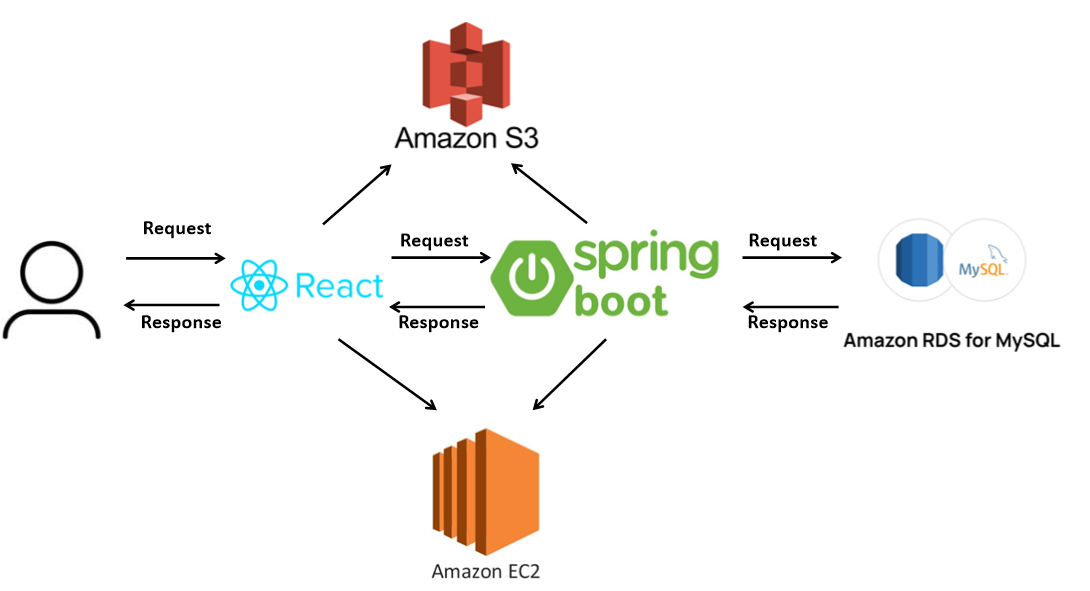 Amazon S3
Request
Request
Request
React
spring
boot
MySQL
Response
Response
Response
Amazon RDS for MySQL
Amazon EC2